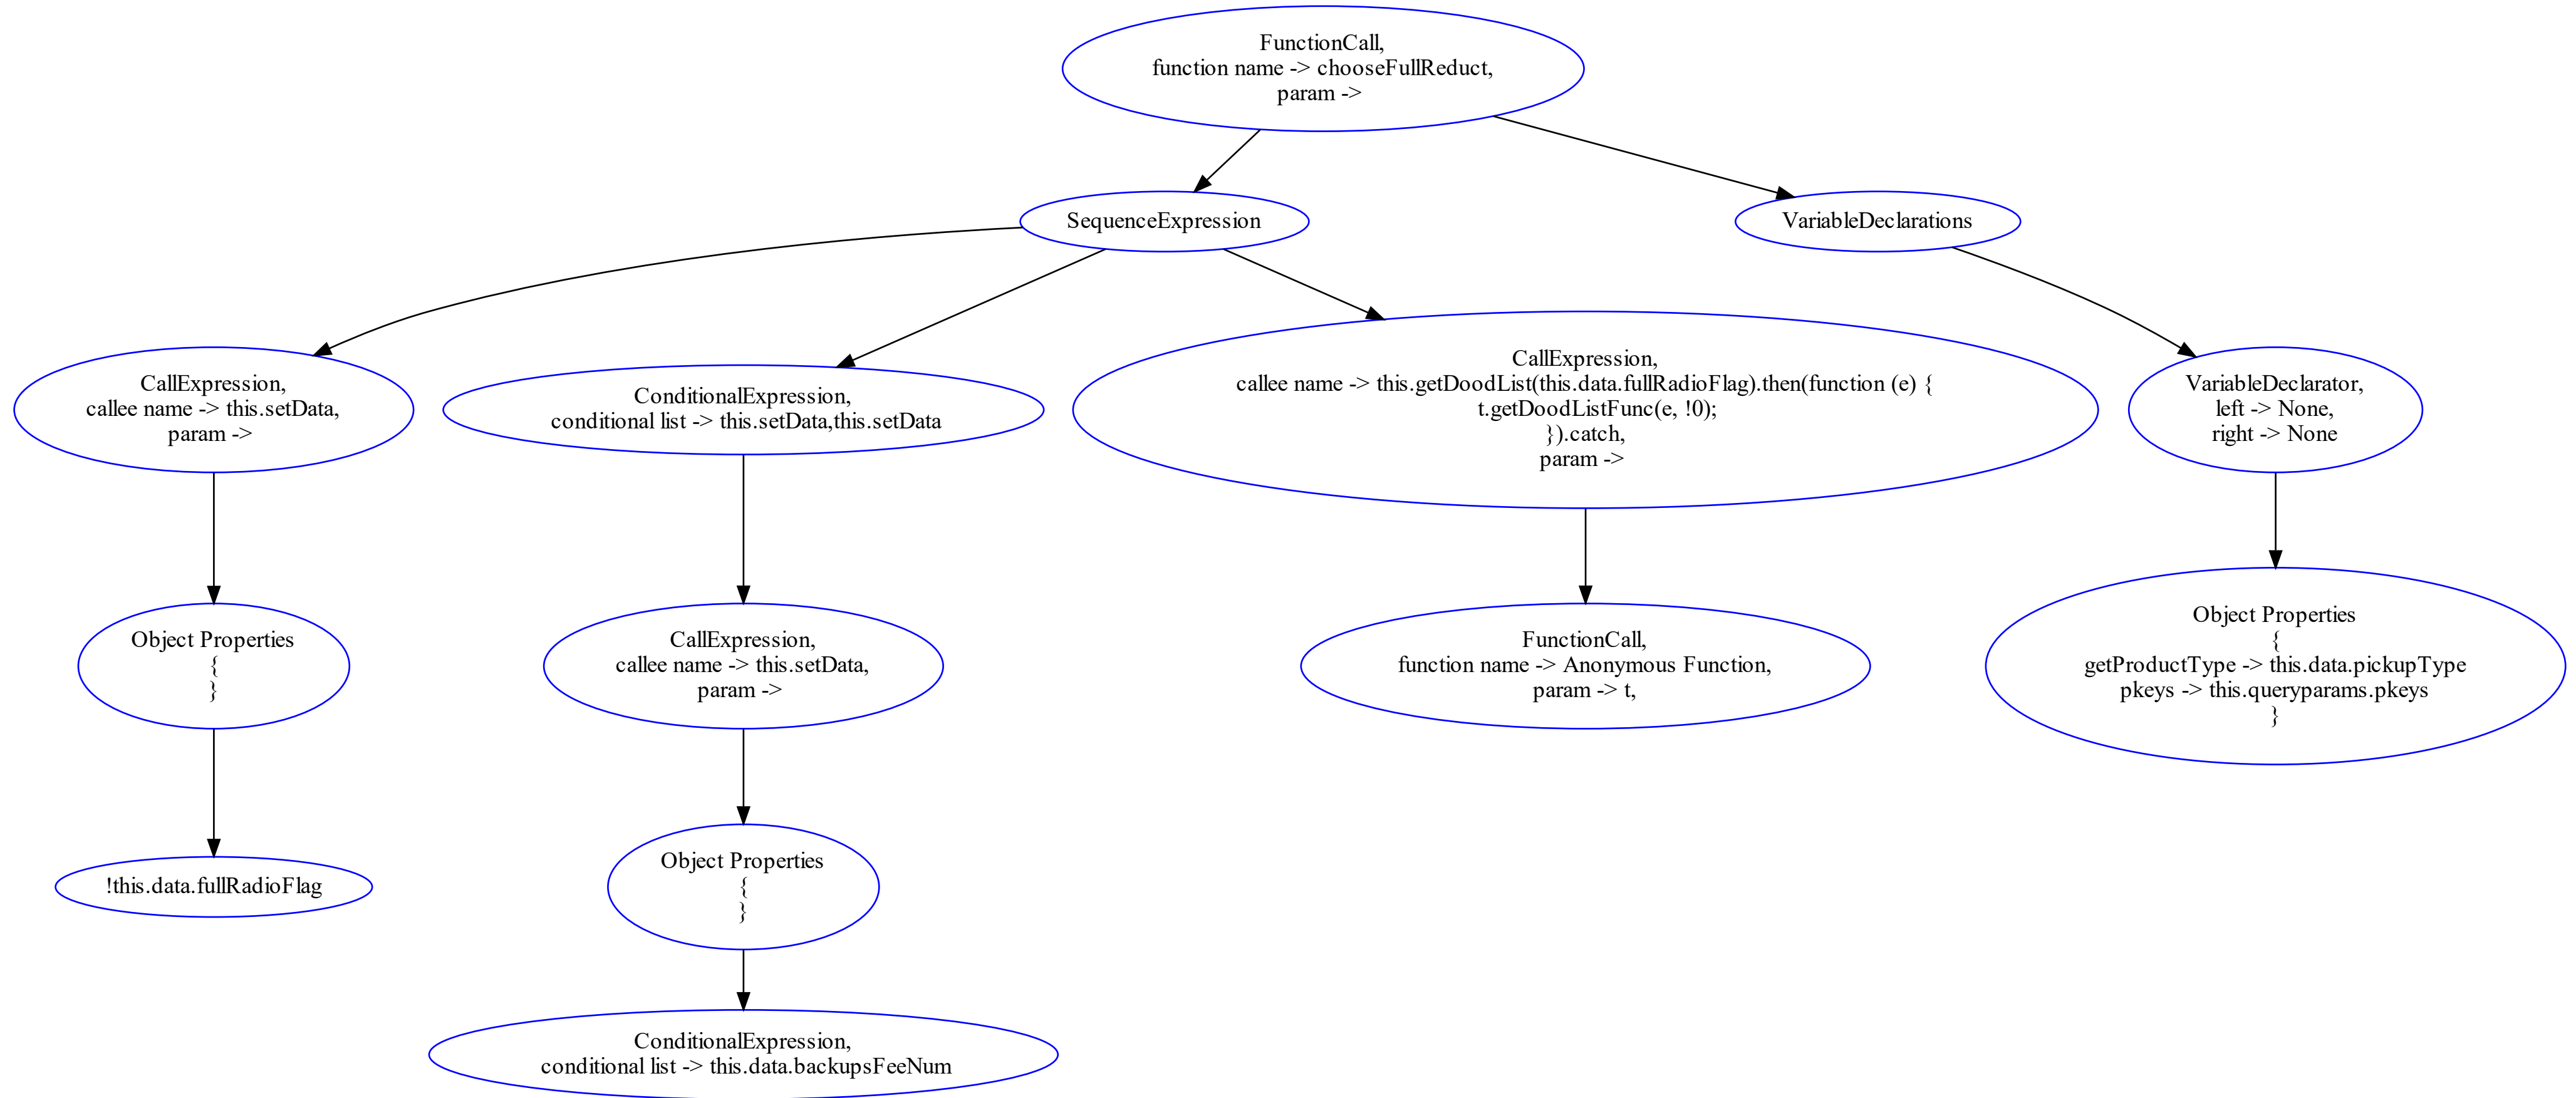 FunctionCall,
function name -> chooseFullReduct,
param ->
SequenceExpression
VariableDeclarations
CallExpression,
callee name -> this.setData,
param ->
ConditionalExpression,
conditional list -> this.setData,this.setData
CallExpression,
callee name -> this.getDoodList(this.data.fullRadioFlag).then(function (e) {
t.getDoodListFunc(e, !0);
}).catch,
param ->
VariableDeclarator,
left -> None,
right -> None
Object Properties
{
}
CallExpression,
callee name -> this.setData,
param ->
FunctionCall,
function name -> Anonymous Function,
param -> t,
Object Properties
{
getProductType -> this.data.pickupType
pkeys -> this.queryparams.pkeys
}
!this.data.fullRadioFlag
Object Properties
{
}
ConditionalExpression,
conditional list -> this.data.backupsFeeNum